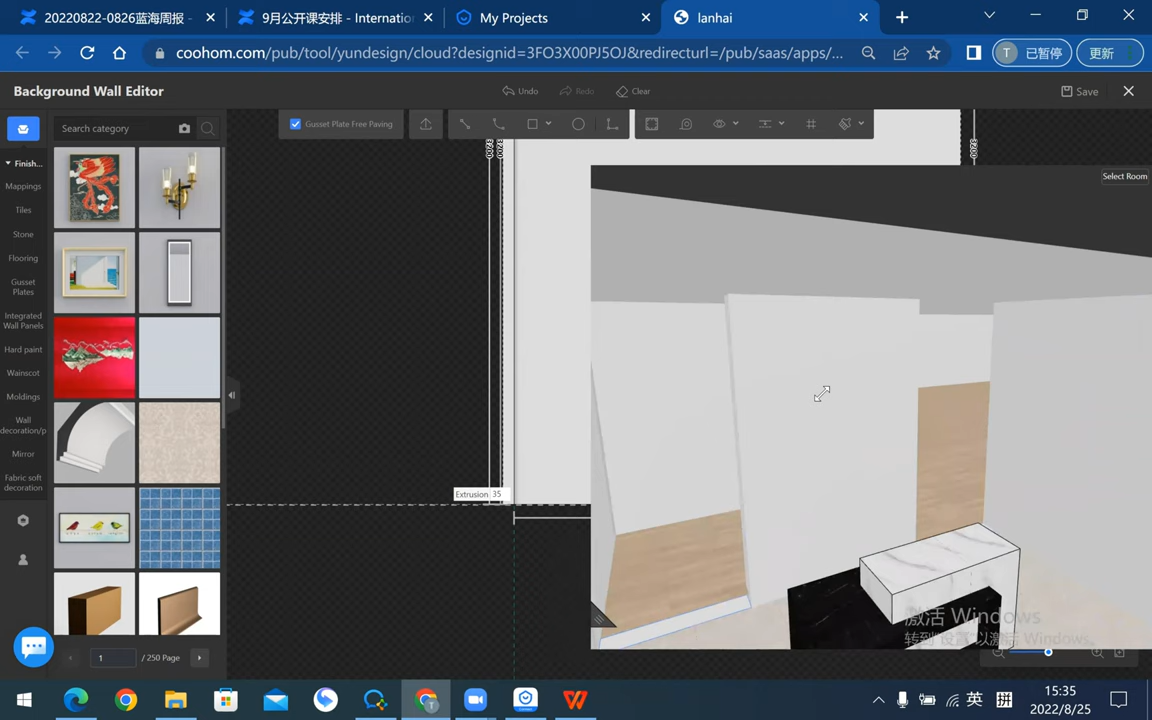 20220822-0826蓝海周报 -
9月公开课安排 - Internatio
My Projects
lanhai
coohom.com/pub/tool/yundesign/cloud?designid=3FO3X00PJ5OJ&redirecturl=/pub/saas/apps/...
T 已暂停
更新
Background Wall Editor
Undo
Redo
Clear
Save
Search category
Gusset Plate Free Paving
3200
3200
3200
Select Room
Finish...
Mappings
Tiles
Stone
Flooring
Gusset
Plates
Integrated
Wall Panels
Hard paint
Wainscot
Moldings
Wall
decoration/p
Mirror
Fabric soft
decoration
Extrusion 35
激活 Windows
转到"设置"以激活 Windows。
1 / 250 Page
英
拼
15:35
2022/8/25